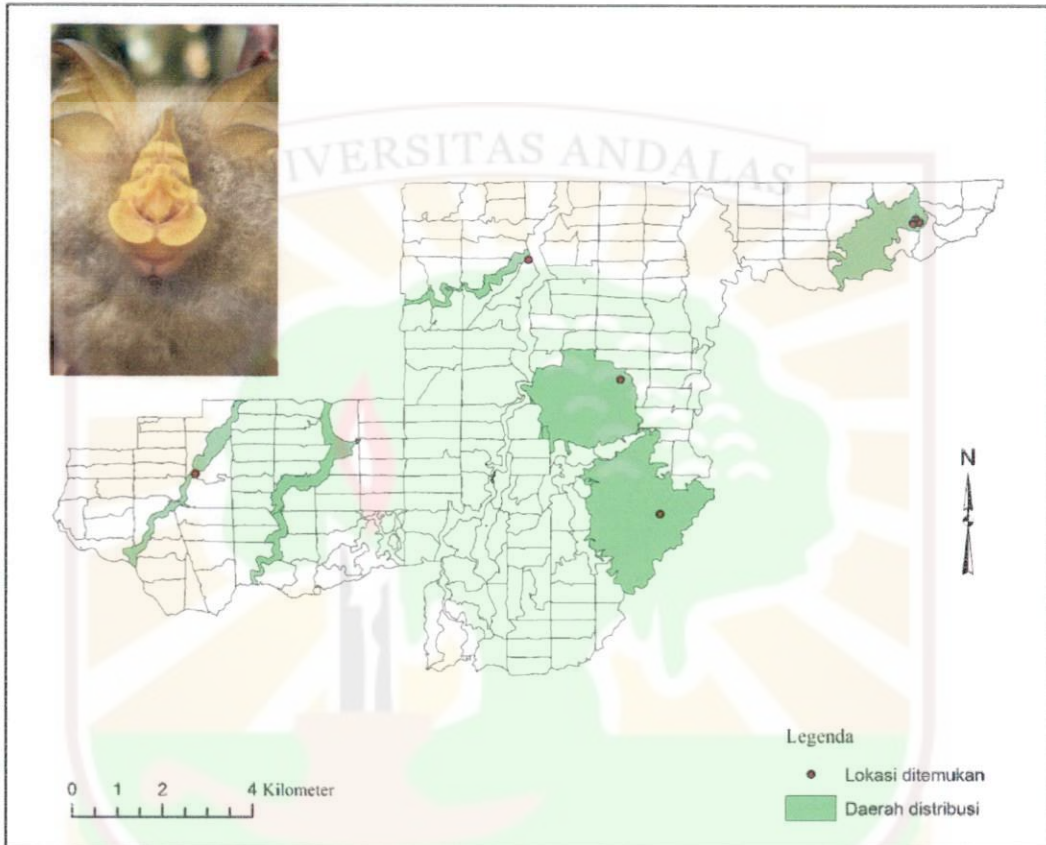 UNIVERSITAS ANDALAS
N
Legenda
Lokasi ditemukan
Daerah distribusi
0 1 2 4 Kilometer